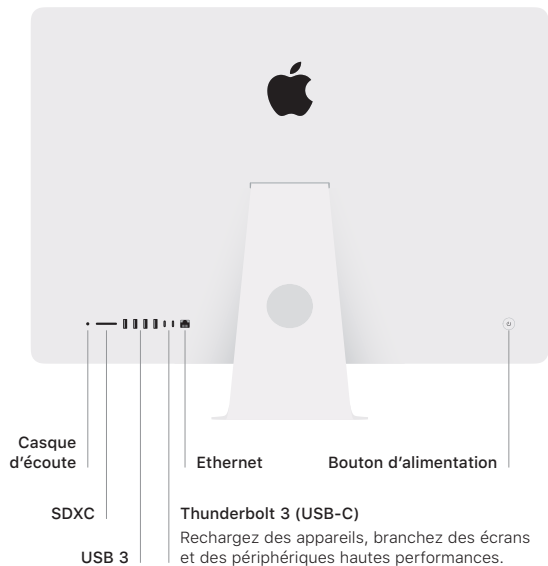 Casque
d’écoute
Ethernet
Bouton d’alimentation
SDXC
Thunderbolt 3 (USB-C)
Rechargez des appareils, branchez des écrans
et des périphériques hautes performances.
USB 3